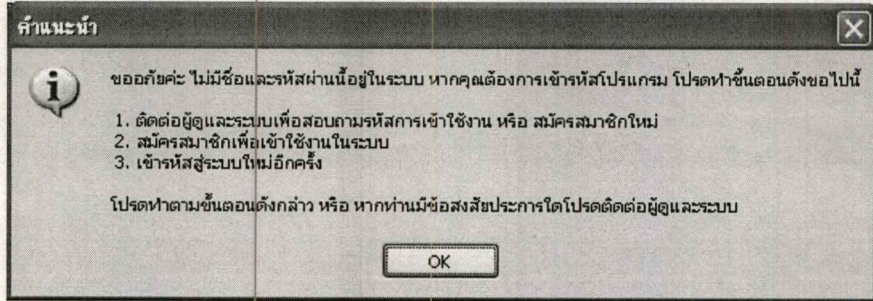 คำแนะนำ
ขออภัยค่ะ ไม่มีชื่อและรหัสผ่านนี้อยู่ในระบบ หากคุณต้องการเข้ารหัสโปรแกรม โปรดทำขึ้นตอนดังขอไปนี้
1. ติดต่อผู้ดูและระบบเพื่อสอบถามรหัสการเข้าใช้งาน หรือ สมัครสมาชิกใหม่
2. สมัครสมาชิกเพื่อเข้าใช้งานในระบบ
3. เข้ารหัสสู่ระบบใหม่อีกครั้ง
โปรดทำตามขั้นตอนดังกล่าว หรือ หากท่านมีข้อสงสัยประการใดโปรดติดต่อผู้ดูและระบบ
OK